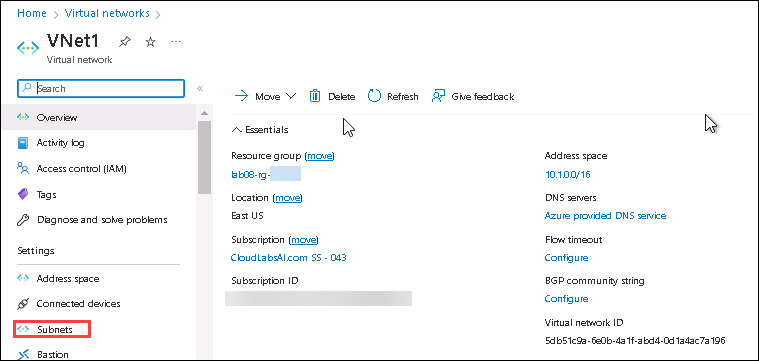 Home > Virtual networks >
VNet1
Virtual network
Search
Overview
Activity log
Access control (IAM)
Tags
Diagnose and solve problems
Settings
Address space
Connected devices
Subnets
Bastion
Move
Delete
Refresh
Give feedback
Essentials
Resource group (move)
lab08-rg-
Location (move)
East US
Subscription (move)
CloudLabsAI.com SS - 043
Subscription ID
Address space
10.1.0.0/16
DNS servers
Azure provided DNS service
Flow timeout
Configure
BGP community string
Configure
Virtual network ID
5db51c9a-6e0b-4a1f-abd4-0d1a4ac7a196